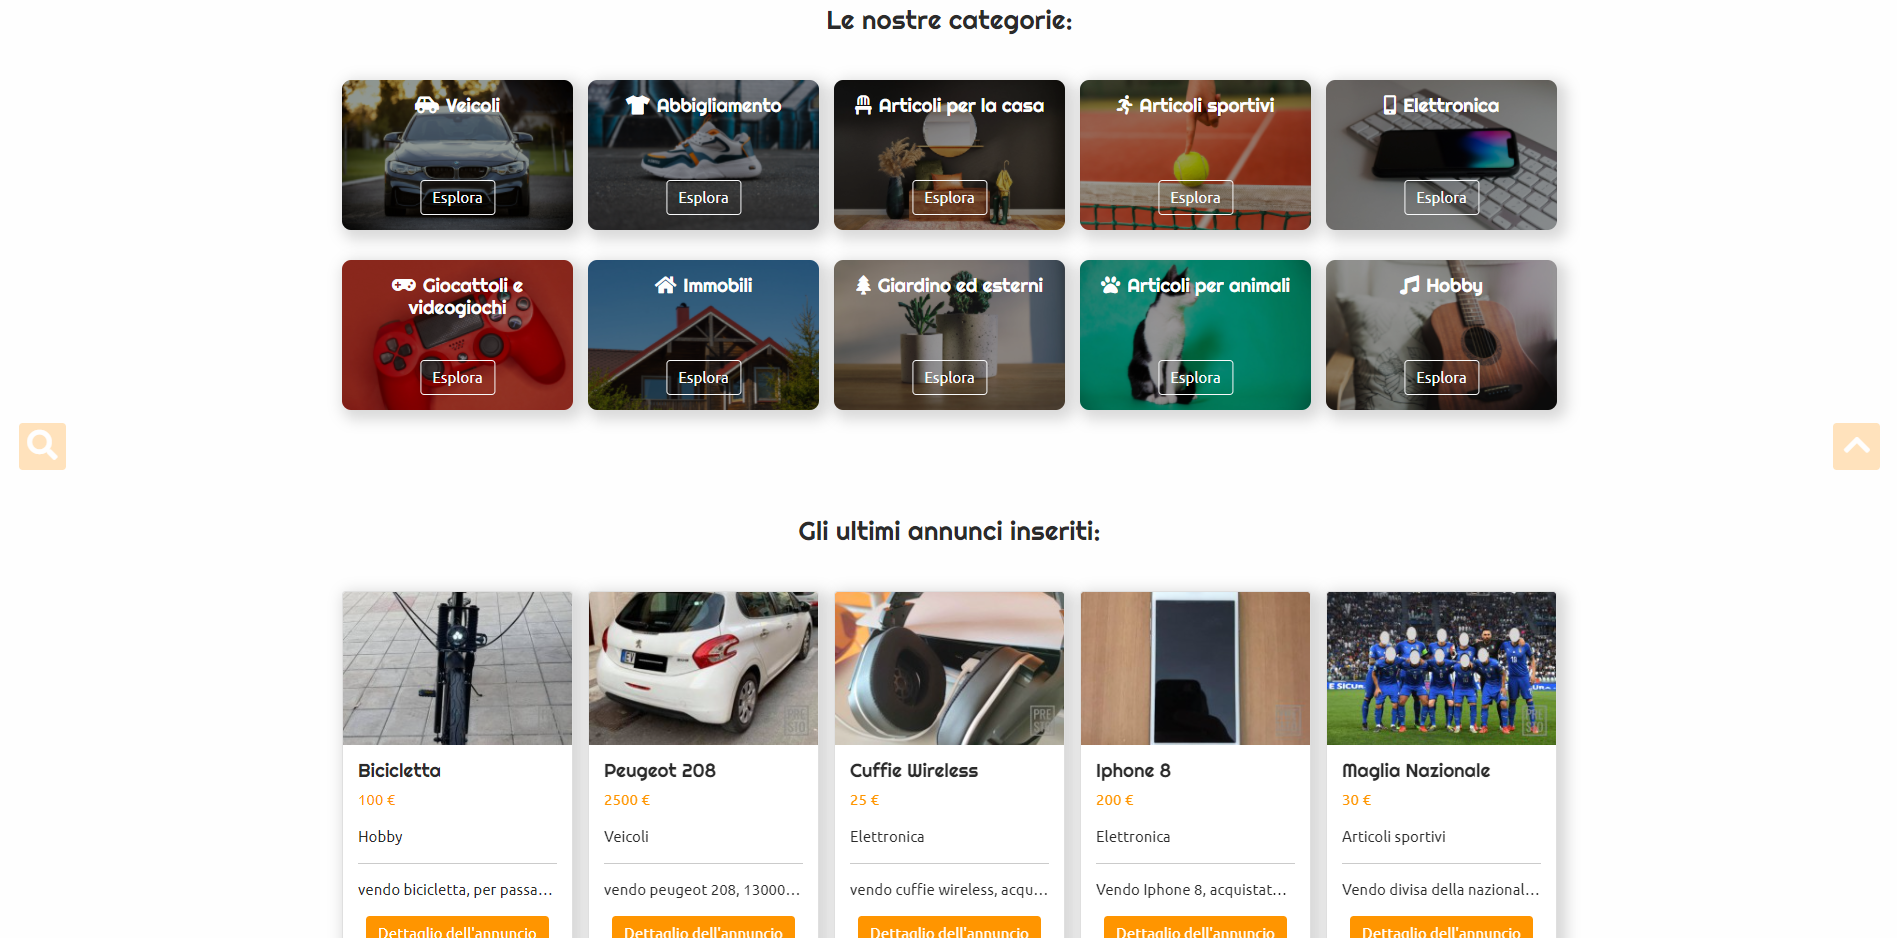 Le nostre categorie:
Veicoli
Abbigliamento
Articoli per la casa
Articoli sportivi
Elettronica
Esplora
Esplora
Esplora
Esplora
Esplora
Giocattoli e
videogiochi
Immobili
Giardino ed esterni
Articoli per animali
Hobby
Esplora
Esplora
Esplora
Esplora
Esplora
Gli ultimi annunci inseriti:
PRE
STO
PRE
STO
Bicicletta
100 €
Hobby
vendo bicicletta, per passa...
Dettaglio dell'annuncio
Peugeot 208
2500 €
Veicoli
vendo peugeot 208, 13000...
Dettaglio dell'annuncio
Cuffie Wireless
25 €
Elettronica
vendo cuffie wireless, acqu...
Dettaglio dell'annuncio
Iphone 8
200 €
Elettronica
Vendo Iphone 8, acquistat...
Dettaglio dell'annuncio
Maglia Nazionale
30 €
Articoli sportivi
Vendo divisa della nazional...
Dettaglio dell'annuncio